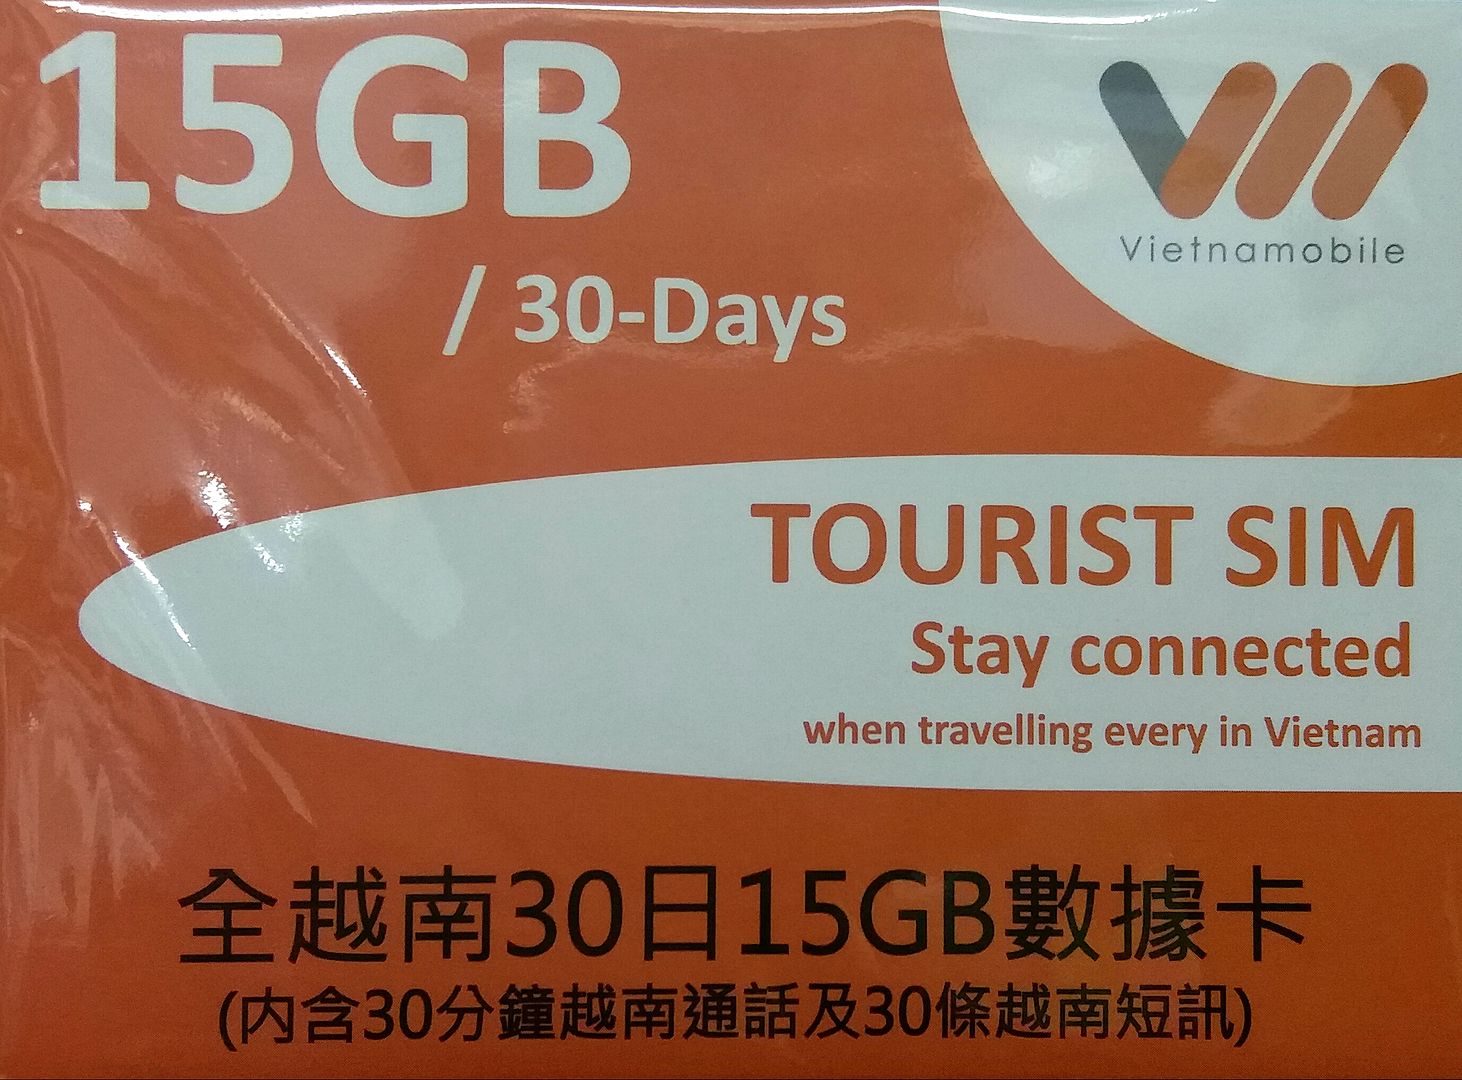 15GB
/ 30-Days
Vietnamobile
TOURIST SIM
Stay connected
when travelling every in Vietnam
全越南30日15GB數據卡
(内含30分鐘越南通話及30條越南短訊)